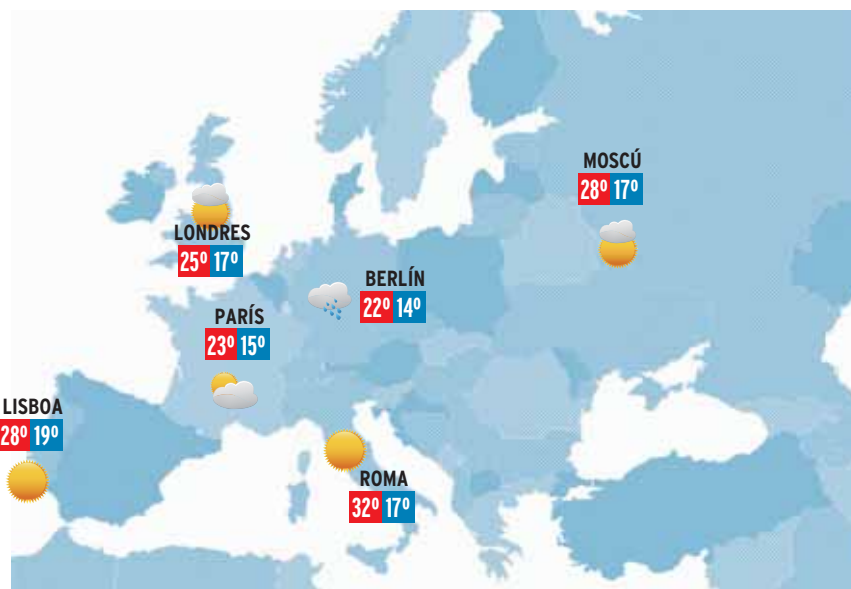 MOSCÚ
28º 17º
LONDRES
25º 17º
BERLÍN
22º 14º
PARÍS
23º 15º
LISBOA
28º 19º
ROMA
32º 17º